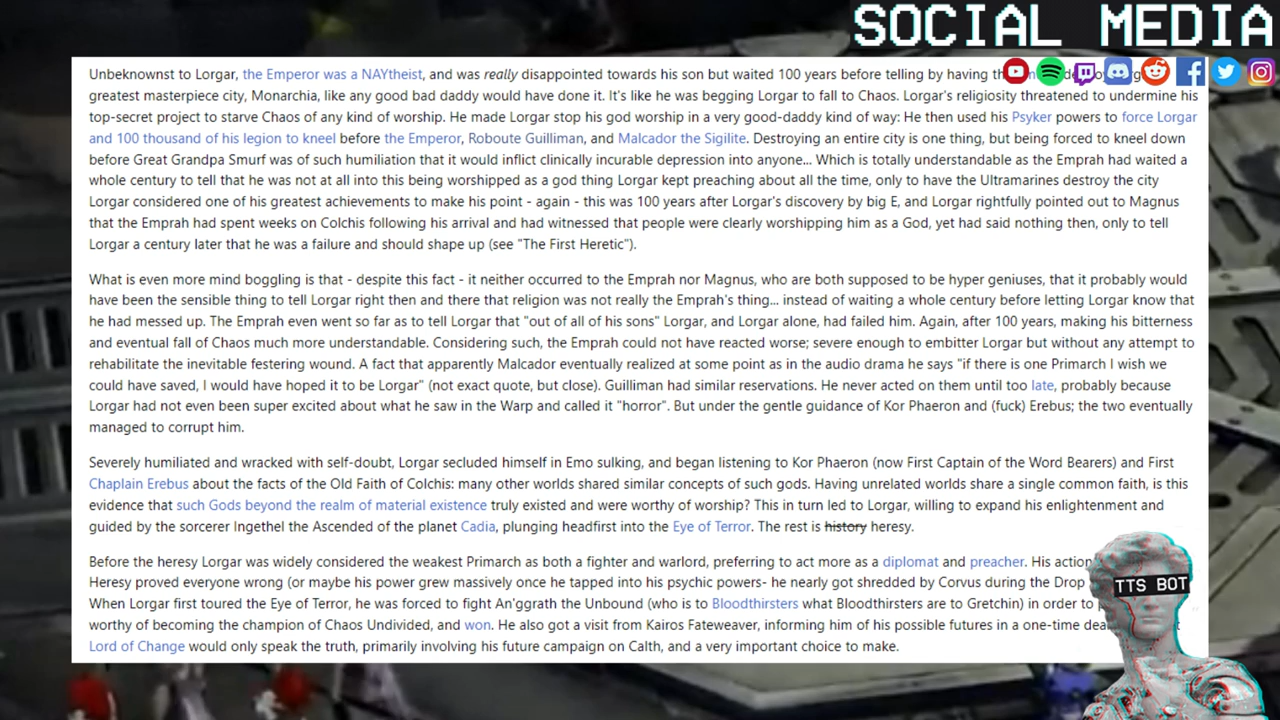 SOCIAL MEDIA
Unbeknownst to Lorgar, the Emperor was a NAYtheist, and was really disappointed towards his son but waited 100 years before telling by having th
greatest masterpiece city, Monarchia, like any good bad daddy would have done it. It's like he was begging Lorgar to fall to Chaos. Lorgar's religiosity threatened to undermine his
top-secret project to starve Chaos of any kind of worship. He made Lorgar stop his god worship in a very good-daddy kind of way: He then used his Psyker powers to force Lorgar
and 100 thousand of his legion to kneel before the Emperor, Roboute Guilliman, and Malcador the Sigilite. Destroying an entire city is one thing, but being forced to kneel down
before Great Grandpa Smurf was of such humiliation that it would inflict clinically incurable depression into anyone... Which is totally understandable as the Emprah had waited a
whole century to tell that he was not at all into this being worshipped as a god thing Lorgar kept preaching about all the time, only to have the Ultramarines destroy the city
Lorgar considered one of his greatest achievements to make his point - again - this was 100 years after Lorgar's discovery by big E, and Lorgar rightfully pointed out to Magnus
that the Emprah had spent weeks on Colchis following his arrival and had witnessed that people were clearly worshipping him as a God, yet had said nothing then, only to tell
Lorgar a century later that he was a failure and should shape up (see "The First Heretic").
What is even more mind boggling is that - despite this fact - it neither occurred to the Emprah nor Magnus, who are both supposed to be hyper geniuses, that it probably would
have been the sensible thing to tell Lorgar right then and there that religion was not really the Emprah's thing... instead of waiting a whole century before letting Lorgar know that
he had messed up. The Emprah even went so far as to tell Lorgar that "out of all of his sons" Lorgar, and Lorgar alone, had failed him. Again, after 100 years, making his bitterness
and eventual fall of Chaos much more understandable. Considering such, the Emprah could not have reacted worse; severe enough to embitter Lorgar but without any attempt to
rehabilitate the inevitable festering wound. A fact that apparently Malcador eventually realized at some point as in the audio drama he says "if there is one Primarch I wish we
could have saved, I would have hoped it to be Lorgar" (not exact quote, but close). Guilliman had similar reservations. He never acted on them until too late, probably because
Lorgar had not even been super excited about what he saw in the Warp and called it "horror". But under the gentle guidance of Kor Phaeron and (fuck) Erebus; the two eventually
managed to corrupt him.
Severely humiliated and wracked with self-doubt, Lorgar secluded himself in Emo sulking, and began listening to Kor Phaeron (now First Captain of the Word Bearers) and First
Chaplain Erebus about the facts of the Old Faith of Colchis: many other worlds shared similar concepts of such gods. Having unrelated worlds share a single common faith, is this
evidence that such Gods beyond the realm of material existence truly existed and were worthy of worship? This in turn led to Lorgar, willing to expand his enlightenment and
guided by the sorcerer Ingethel the Ascended of the planet Cadia, plunging headfirst into the Eye of Terror. The rest is history heresy.
Before the heresy Lorgar was widely considered the weakest Primarch as both a fighter and warlord, preferring to act more as a diplomat and preacher. His action
Heresy proved everyone wrong (or maybe his power grew massively once he tapped into his psychic powers- he nearly got shredded by Corvus during the Drop
When Lorgar first toured the Eye of Terror, he was forced to fight An'ggrath the Unbound (who is to Bloodthirsters what Bloodthirsters are to Gretchin) in order to
worthy of becoming the champion of Chaos Undivided, and won. He also got a visit from Kairos Fateweaver, informing him of his possible futures in a one-time
Lord of Change would only speak the truth, primarily involving his future campaign on Calth, and a very important choice to make.
TTS BOT